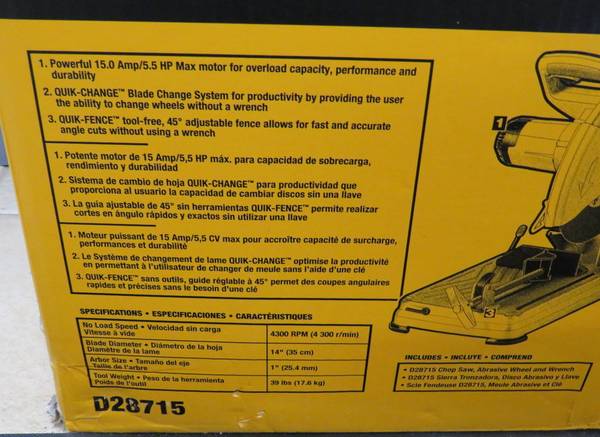 1. Powerful 15.0 Amp/5.5 HP Max motor for overload capacity, performance and
durability
2. QUIK-CHANGE™ Blade Change System for productivity by providing the user
the ability to change wheels without a wrench
3. QUIK-FENCE™ tool-free, 45° adjustable fence allows for fast and accurate
angle cuts without using a wrench
1. Potente motor de 15 Amp/5,5 HP máx. para capacidad de sobrecarga,
rendimiento y durabilidad
2. Sistema de cambio de hoja QUIK-CHANGE™ para productividad que
proporciona al usuario la capacidad de cambiar discos sin una llave
3. La guía ajustable de 45° sin herramientas QUIK-FENCE™ permite realizar
cortes en ángulo rápidos y exactos sin utilizar una llave
1. Moteur puissant de 15 Amp/5,5 CV max pour accroître capacité de surcharge,
performances et durabilité
2. Le Système de changement de lame QUIK-CHANGE™ optimise la productivité
en permettant à l'utilisateur de changer de meule sans l'aide d'une clé
3. QUIK-FENCE™ sans outils, guide réglable à 45° permet des coupes angulaires
rapides et précises sans le besoin d'une clé
1
3
SPECIFICATIONS • ESPECIFICACIONES • CARACTÉRISTIQUES
No Load Speed • Velocidad sin carga
Vitesse à vide
4300 RPM (4 300 r/min)
Blade Diameter • Diámetro de la hoja
Diamètre de la lame
14" (35 cm)
Arbor Size • Tamaño del eje
Taille de l'arbre
1" (25.4 mm)
Tool Weight • Peso de la herramienta
Poids de l'outil
39 lbs (17.6 kg)
INCLUDES • INCLUYE • COMPREND
• D28715 Chop Saw, Abrasive Wheel and Wrench
• D28715 Sierra Tronzadora, Disco Abrasivo y Llave
• Scie Fendeuse D28715, Meule Abrasive et Clé
D28715